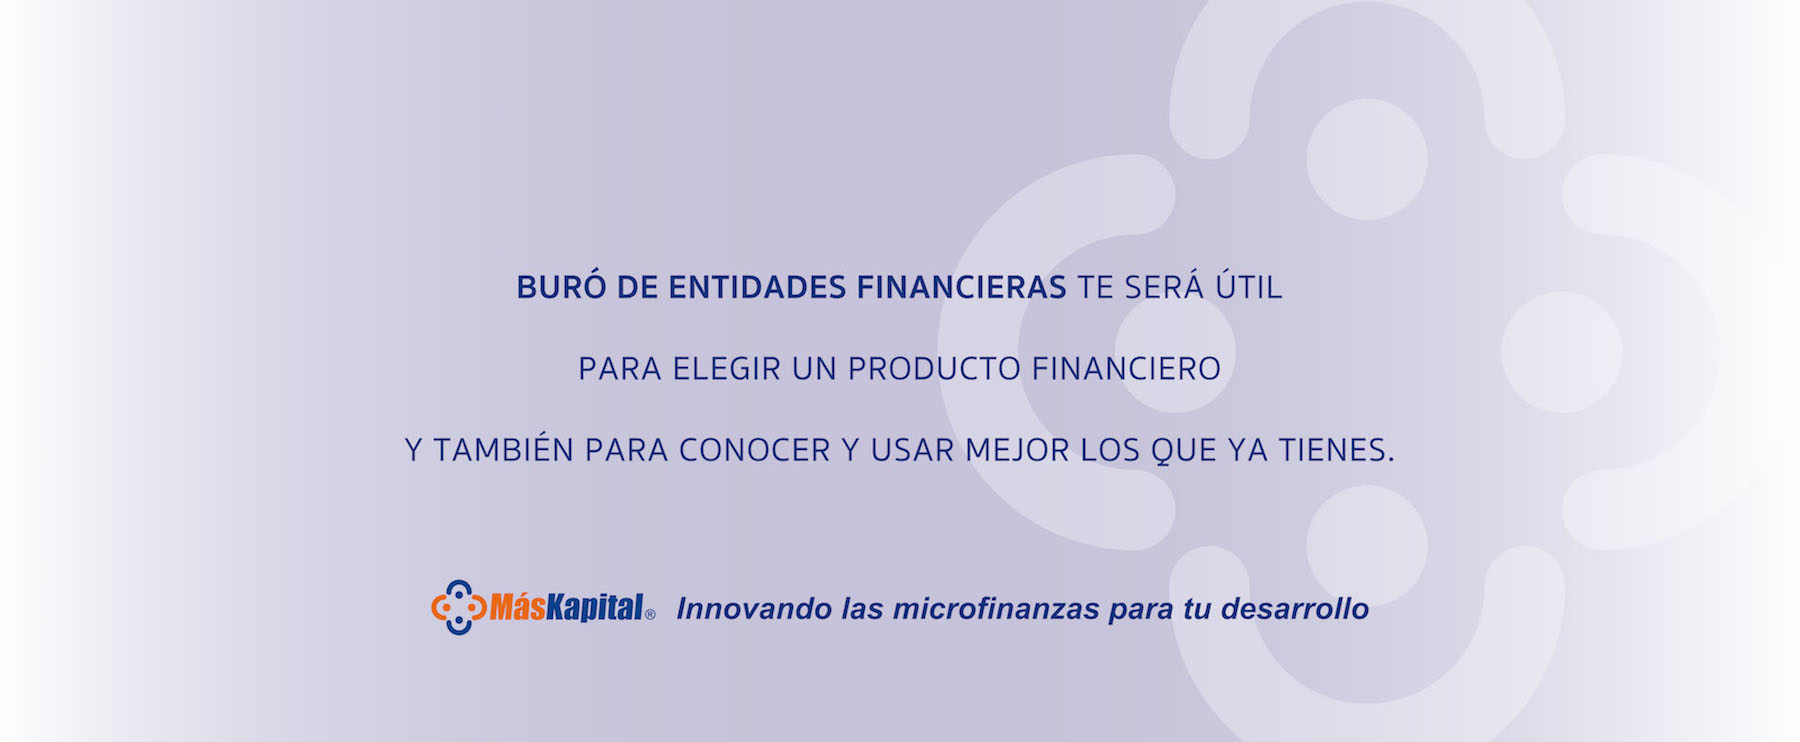 BURÓ DE ENTIDADES FINANCIERAS TE SERÁ ÚTIL
PARA ELEGIR UN PRODUCTO FINANCIERO
Y TAMBIÉN PARA CONOCER Y USAR MEJOR LOS QUE YA TIENES.
MásKapital® Innovando las microfinanzas para tu desarrollo